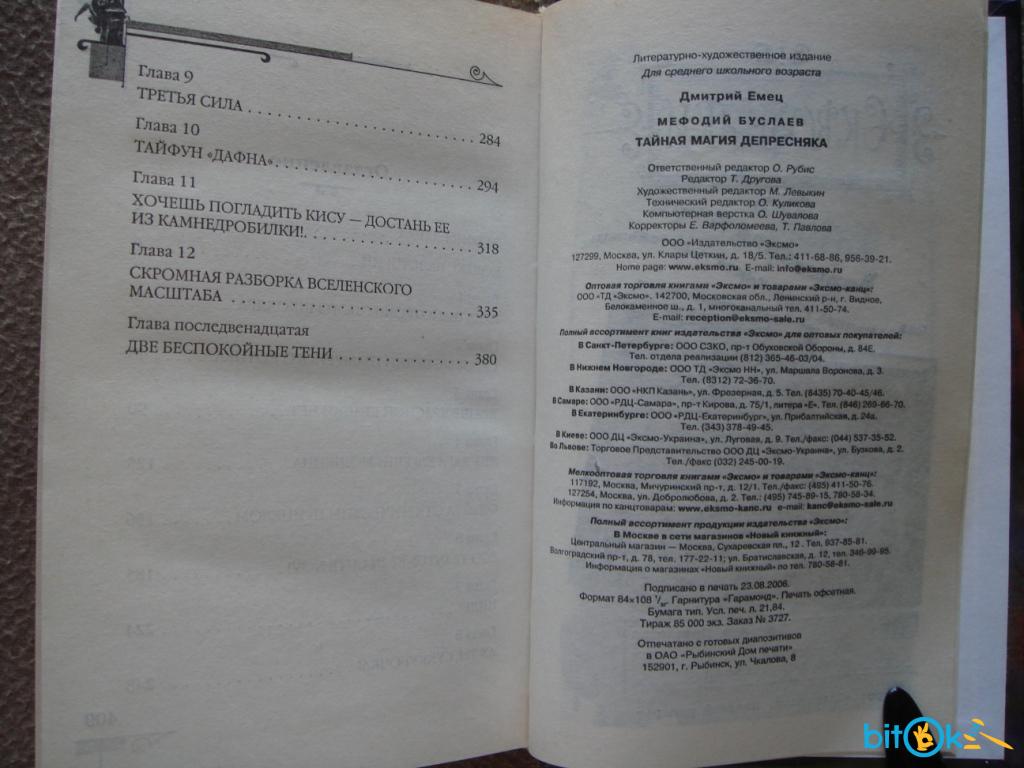 Глава 9
ТРЕТЬЯ СИЛА . . . . . . . . . . . . . . . . . . . . . . . . . . 284
Глава 10
ТАЙФУН «ДАФНА». . . . . . . . . . . . . . . . . . . . . . . 294
Глава 11
ХОЧЕШЬ ПОГЛАДИТЬ КИСУ — ДОСТАНЬ ЕЕ
ИЗ КАМНЕДРОБИЛКИ!. . . . . . . . . . . . . . . . . . . 318
Глава 12
СКРОМНАЯ РАЗБОРКА ВСЕЛЕНСКОГО
МАСШТАБА . . . . . . . . . . . . . . . . . . . . . . . . . . . 335
Глава последвенадцатая
ДВЕ БЕСПОКОЙНЫЕ ТЕНИ . . . . . . . . . . . . . . . 380
409
Литературно-художественное издание
Для среднего школьного возраста
Дмитрий Емец
МЕФОДИЙ БУСЛАЕВ
ТАЙНАЯ МАГИЯ ДЕПРЕСНЯКА
Ответственный редактор О. Рубис
Редактор Т. Другова
Художественный редактор М. Левыкин
Технический редактор О. Куликова
Компьютерная верстка О. Шувалова
Корректоры Е. Варфоломеева, Т. Павлова
ООО «Издательство «Эксмо»
127299, Москва, ул. Клары Цеткин, д. 18/5. Тел.: 411-68-86, 956-39-21.
Home page: www.eksmo.ru E-mail: info@eksmo.ru
Оптовая торговля книгами «Эксмо» и товарами «Эксмо-канц»:
ООО «ТД «Эксмо». 142700, Московская обл., Ленинский р-н, г. Видное,
Белокаменное ш., д. 1, многоканальный тел. 411-50-74.
E-mail: reception@eksmo-sale.ru
Полный ассортимент книг издательства «Эксмо» для оптовых покупателей:
В Санкт-Петербурге: ООО СЗКО, пр-т Обуховской Обороны, д. 84Е.
Тел. отдела реализации (812) 365-46-03/04.
В Нижнем Новгороде: ООО ТД «Эксмо НН», ул. Маршала Воронова, д. 3.
Тел. (8312) 72-36-70.
В Казани: ООО «НКП Казань», ул. Фрезерная, д. 5. Тел. (8435) 70-40-45/46.
В Самаре: ООО «РДЦ-Самара», пр-т Кирова, д. 75/1, литера «Е». Тел. (846) 269-66-70.
В Екатеринбурге: ООО «РДЦ-Екатеринбург», ул. Прибалтийская, д. 24а.
Тел. (343) 378-49-45.
В Киеве: ООО ДЦ «Эксмо-Украина», ул. Луговая, д. 9. Тел./факс: (044) 537-35-52.
Во Львове: Торговое Представительство ООО ДЦ «Эксмо-Украина», ул. Бузкова, д. 2.
Тел./факс (032) 245-00-19.
Мелкооптовая торговля книгами «Эксмо» и товарами «Эксмо-канц»:
117192, Москва, Мичуринский пр-т, д. 12/1. Тел./факс: (495) 411-50-76.
127254, Москва, ул. Добролюбова, д. 2. Тел.: (495) 745-89-15, 780-58-34.
Информация по канцтоварам: www.eksmo-kanc.ru e-mail: kanc@eksmo-sale.ru
Полный ассортимент продукции издательства «Эксмо»:
В Москве в сети магазинов «Новый книжный»:
Центральный магазин — Москва, Сухаревская пл., 12 . Тел. 937-85-81.
Волгоградский пр-т, д. 78, тел. 177-22-11; ул. Братиславская, д. 12, тел. 346-99-95.
Информация о магазинах «Новый книжный» по тел. 780-58-81.
Подписано в печать 23.08.2006.
Формат 84×108 1/32. Гарнитура «Гарамонд». Печать офсетная.
Бумага тип. Усл. печ. л. 21,84.
Тираж 85 000 экз. Заказ № 3727.
Отпечатано с готовых диапозитивов
в ОАО «Рыбинский Дом печати»
152901, г. Рыбинск, ул. Чкалова, 8
bitOk